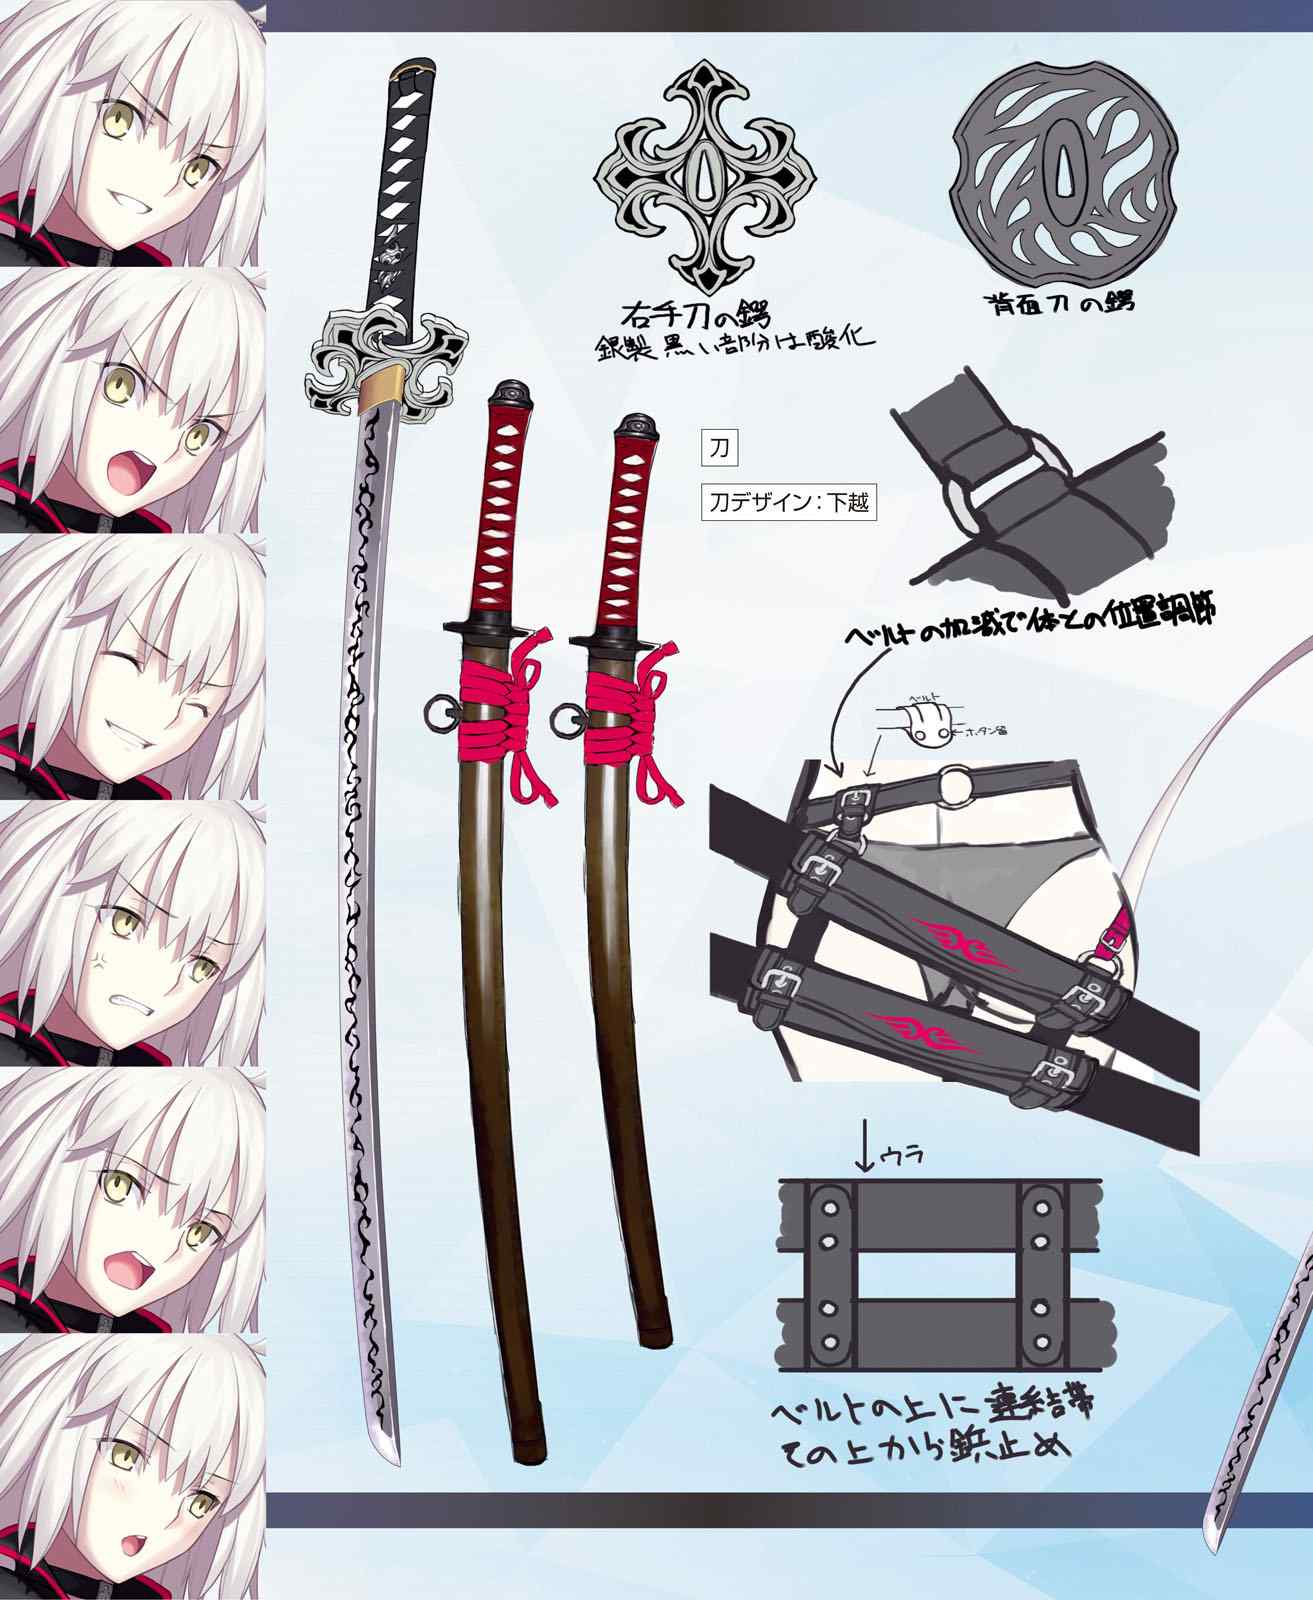 右手刀の鍔
銀製 黒い部分は酸化
背面刀の鍔
刀
刀デザイン：下越
ベルトの加減で体との位置調節
ベルト
ボタン留
ウラ
ベルトの上に連結帯
その上から鋲止め